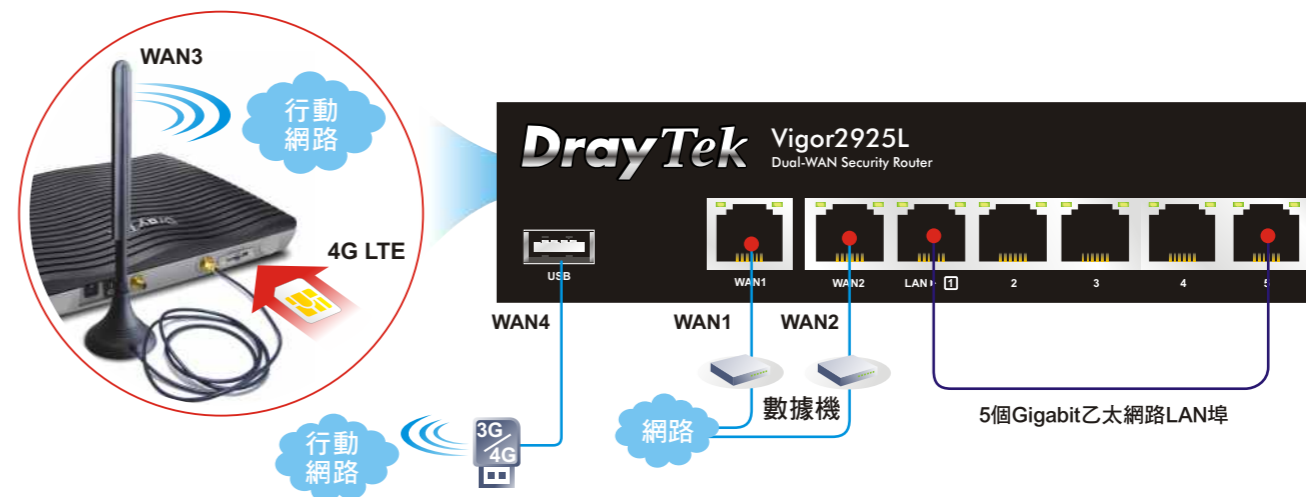 WAN3
行動
網路
4G LTE
DrayTek
Vigor2925L
Dual-WAN Security Router
USB
WAN1
WAN2
LAN
1
2
3
4
5
WAN4
WAN1
WAN2
數據機
網路
5個Gigabit乙太網路LAN埠
行動
網路
3G
4G